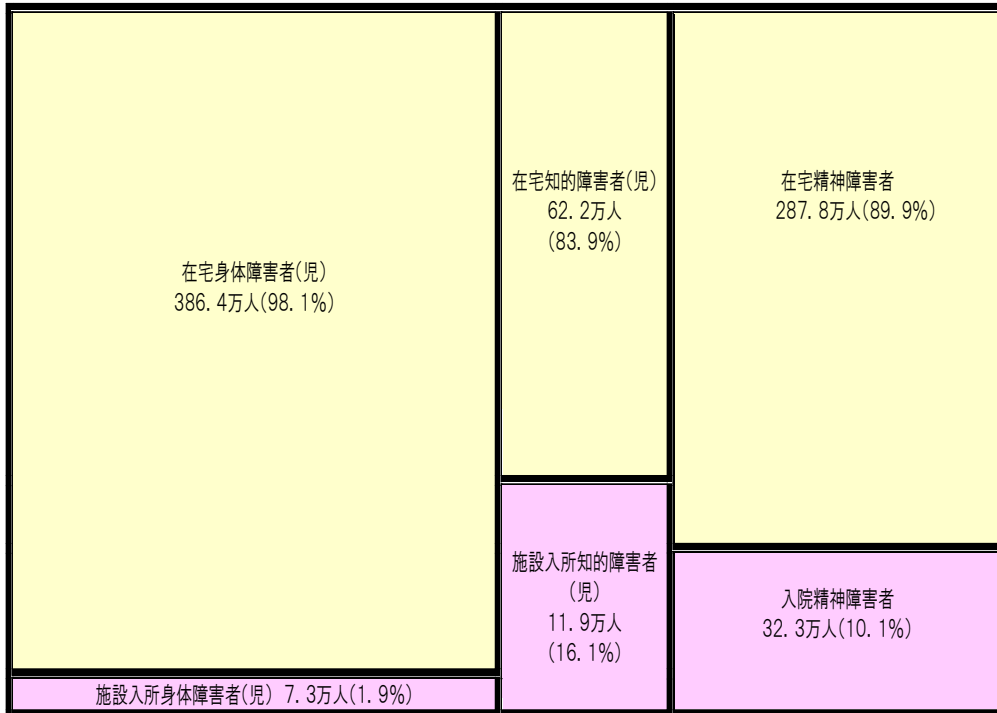 在宅身体障害者(児)
386.4万人(98.1%)
施設入所身体障害者(児) 7.3万人(1.9%)
在宅知的障害者(児)
62.2万人
(83.9%)
施設入所知的障害者
(児)
11.9万人
(16.1%)
在宅精神障害者
287.8万人(89.9%)
入院精神障害者
32.3万人(10.1%)